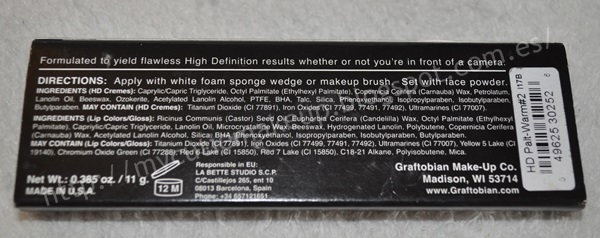 Formulated to yield flawless High Definition results whether or not you're in front of a camera.
DIRECTIONS: Apply with white foam sponge wedge or makeup brush. Set with face powder.
INGREDIENTS (HD Cremes): Caprylic/Capric Triglyceride, Octyl Palmitate (Ethylhexyl Palmitate), Copernicia Cerifera (Carnauba) Wax, Petrolatum,
Lanolin Oil, Beeswax, Ozokerite, Acetylated Lanolin Alcohol, PTFE, BHA, Talc, Silica, Phenoxyethanol, Isopropylparaben, Isobutylparaben,
Butylparaben. MAY CONTAIN (HD Cremes): Titanium Dioxide (CI 77891), Iron Oxides (CI 77499, 77491, 77492), Ultramarines (CI 77007).
INGREDIENTS (Lip Colors/Gloss): Ricinus Communis (Castor) Seed Oil, Euphorbia Cerifera (Candelilla) Wax, Octyl Palmitate (Ethylhexyl
Palmitate), Caprylic/Capric Triglyceride, Lanolin Oil, Microcrystalline Wax, Beeswax, Hydrogenated Polybutene, Polybutene, Copernicia Cerifera
(Carnauba) Wax, Acetylated Lanolin Alcohol, Silica, BHA, Phenoxyethanol, Isopropylparaben, Isobutylparaben, Butylparaben.
MAY CONTAIN (Lip Colors/Gloss): Titanium Dioxide (CI 77891), Iron Oxides (CI 77499, 77491, 77492), Ultramarines (CI 77007), Yellow 5 Lake (CI
19140), Chromium Oxide Green (CI 77288), Red 6 Lake (CI 15850), Red 7 Lake (CI 15850), C18-21 Alkane, Polyisobutene, Mica.
Net Wt.: 0.385 oz./ 11 g.
MADE IN U.S.A.
12 M
Responsible in EU:
LA BETTE STUDIO S.C.P.
C/Castillejos 265, ent 10
08013 Barcelona, Spain
Phone: +34 657121651
Graftobian Make-Up Co.
Madison, WI 53714
graftobian.com
HD Palt-Warm#2
0 49625 30252 6